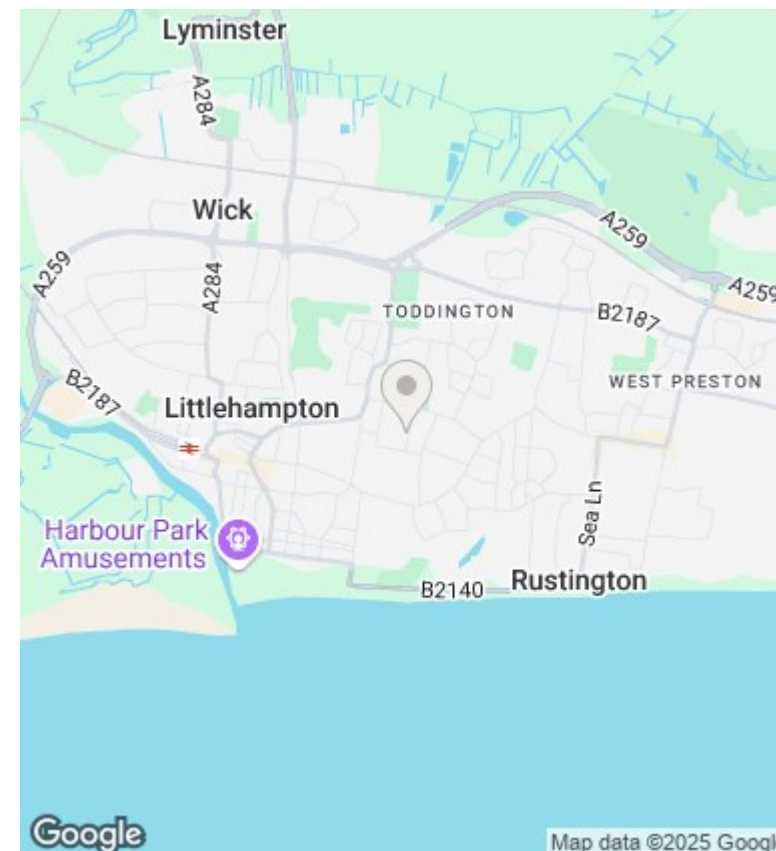 Lyminster
A284
Wick
A259
A259
A284
A259
TODDINGTON
B2187
B2187
WEST PRESTON
Littlehampton
Sea Ln
Harbour Park
Amusements
B2140
Rustington
Google
Map data ©2025 Google